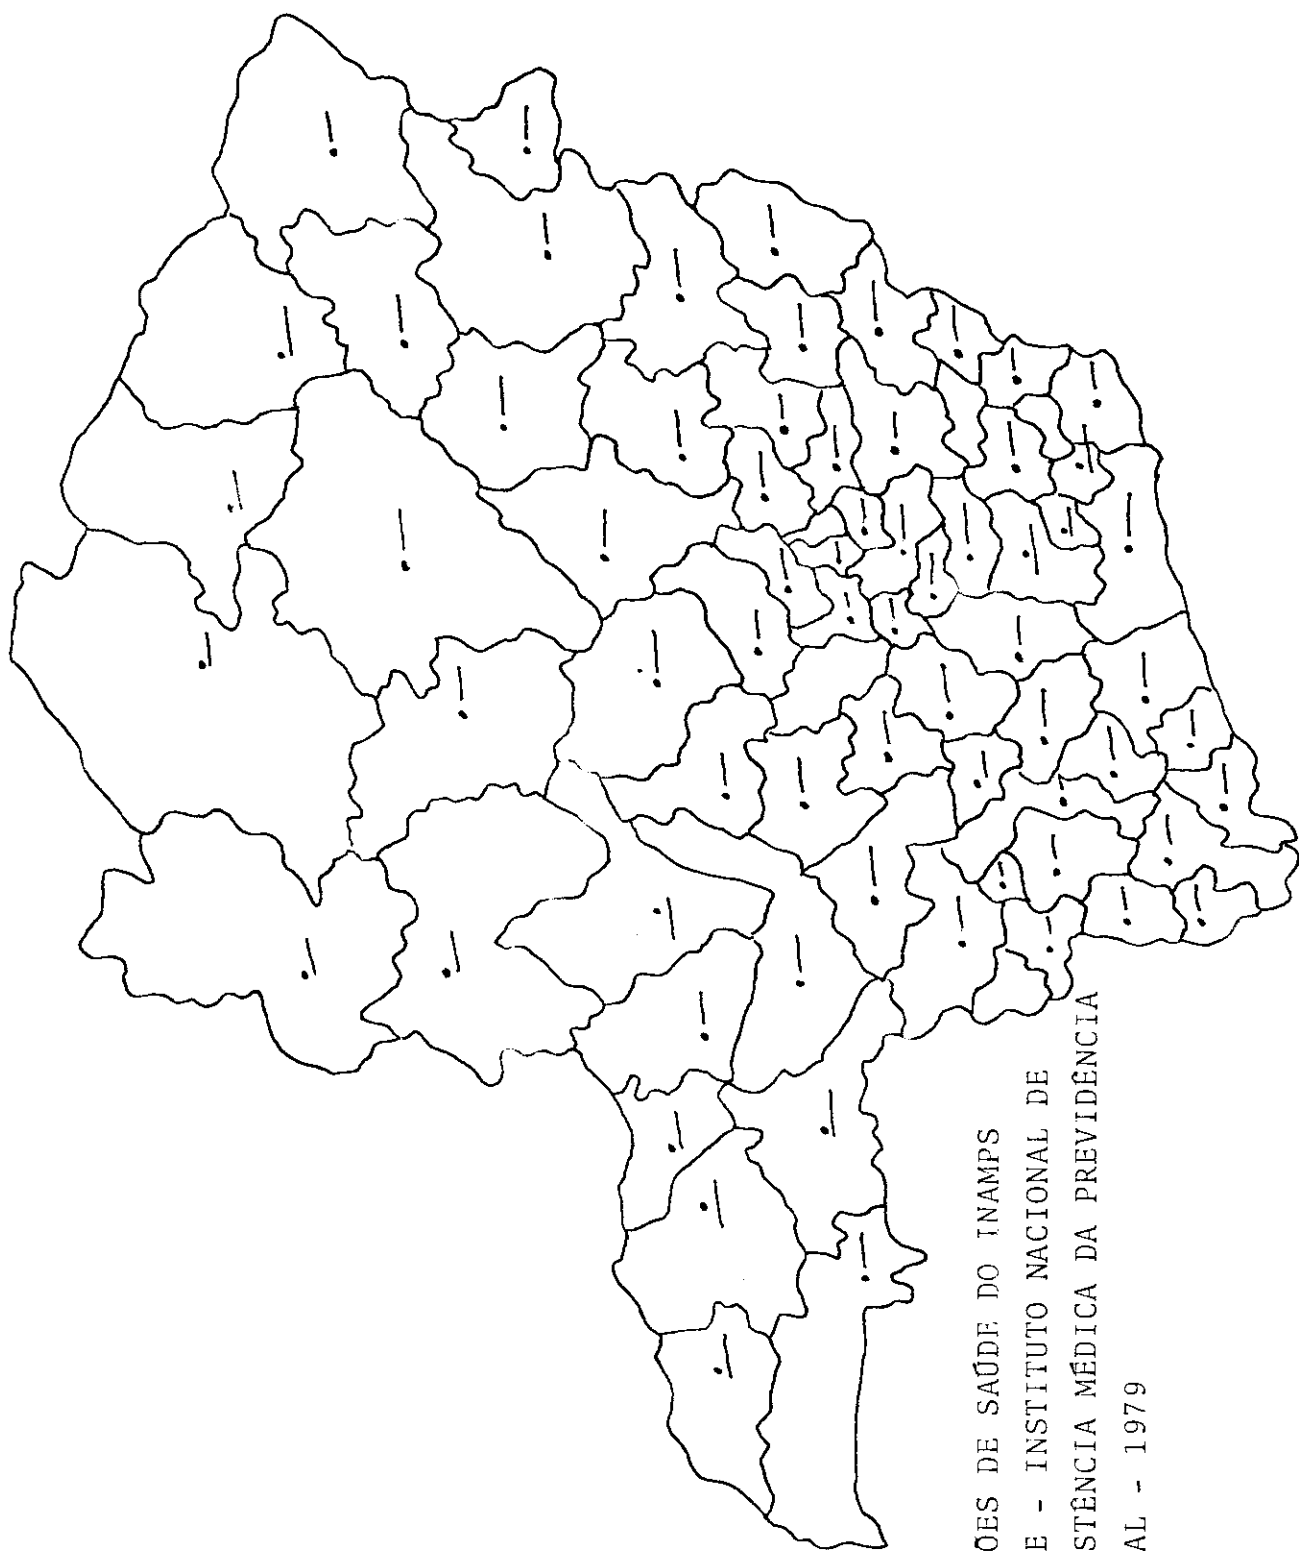 ÕES DE SAÚDE DO INAMPS
E - INSTITUTO NACIONAL DE
STÊNCIA MÉDICA DA PREVIDÊNCIA
AL - 1979